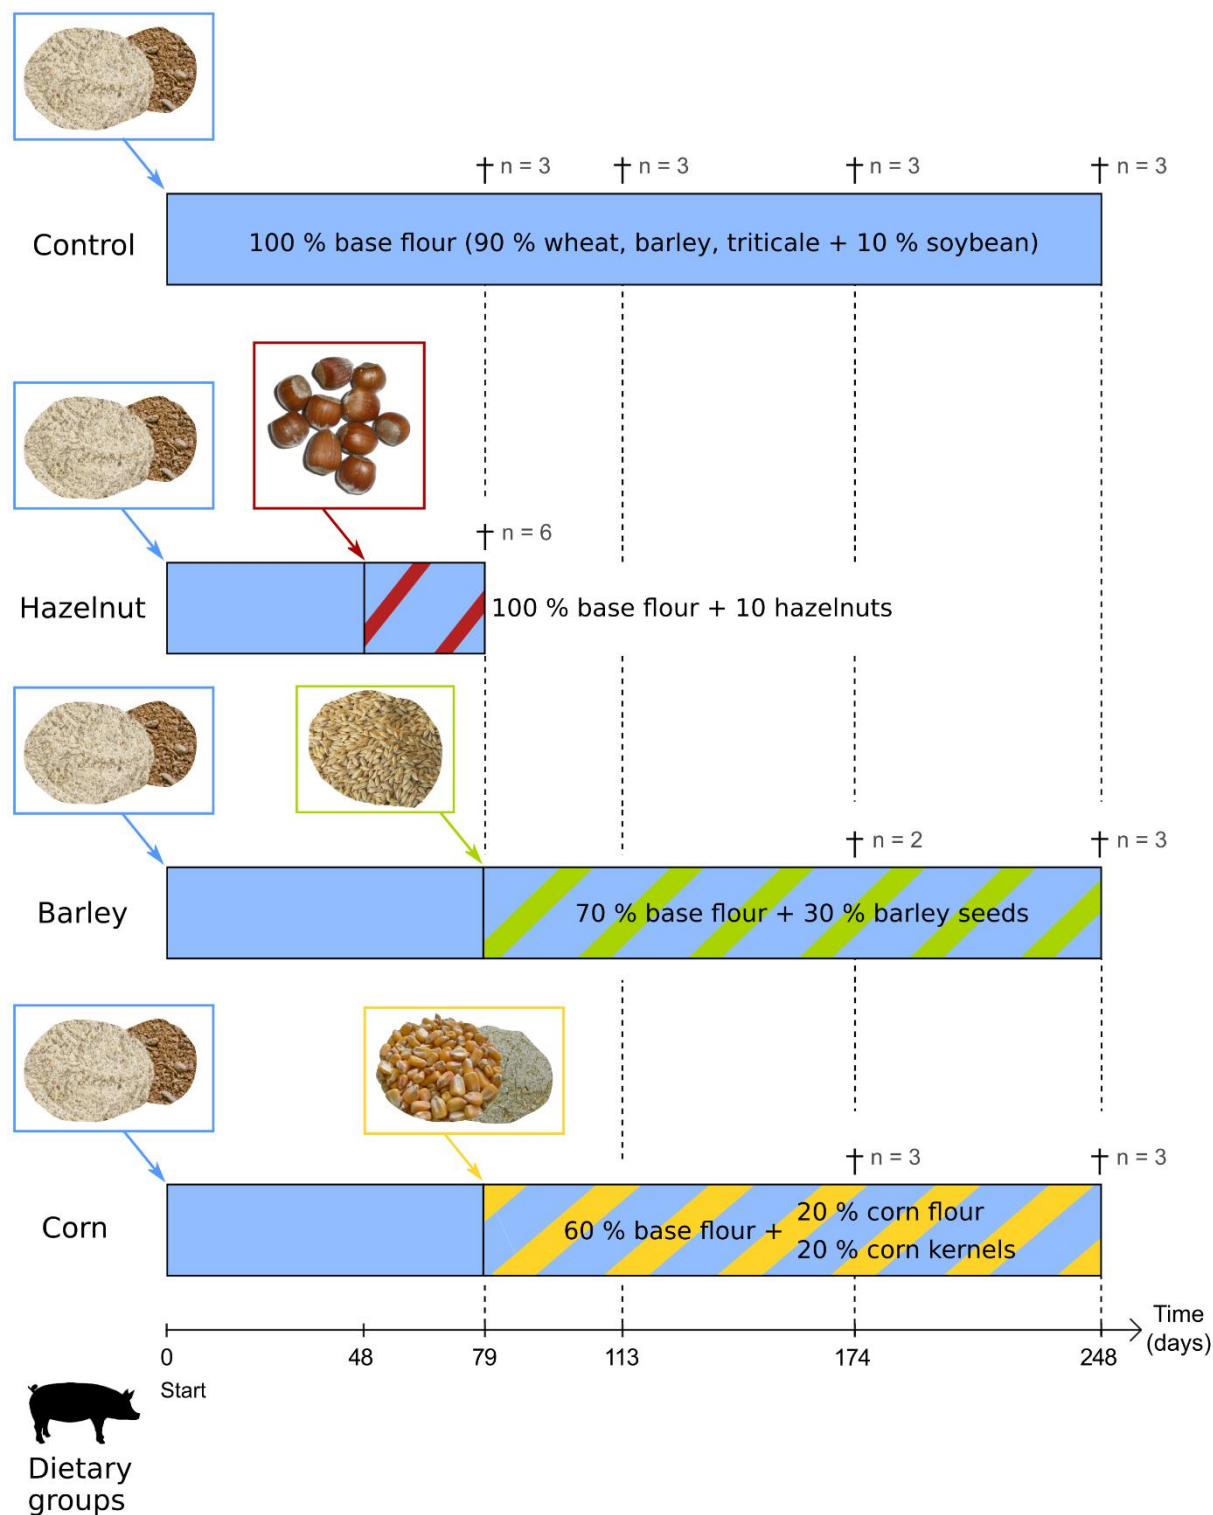 † n = 3 † n = 3 † n = 3 † n = 3
Control
100 % base flour (90 % wheat, barley, triticale + 10 % soybean)
† n = 6
Hazelnut
100 % base flour + 10 hazelnuts
† n = 2 † n = 3
Barley
70 % base flour + 30 % barley seeds
† n = 3 † n = 3
Corn
60 % base flour +
20 % corn flour
20 % corn kernels
Time
(days)
0 48 79 113 174 248
Start
Dietary
groups